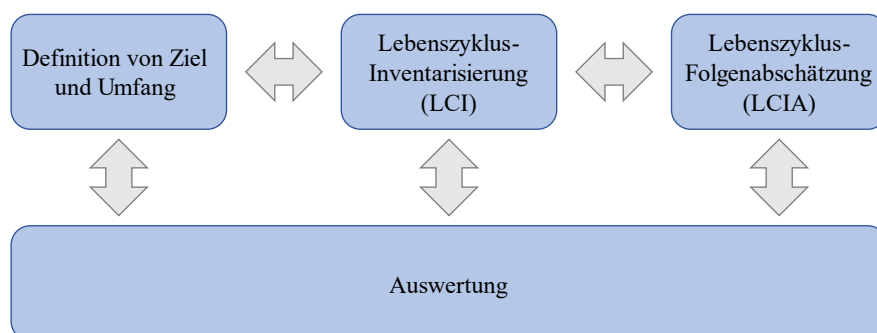 Definition von Ziel
und Umfang
Lebenszyklus-
Inventarisierung
(LCI)
Lebenszyklus-
Folgenabschätzung
(LCIA)
Auswertung